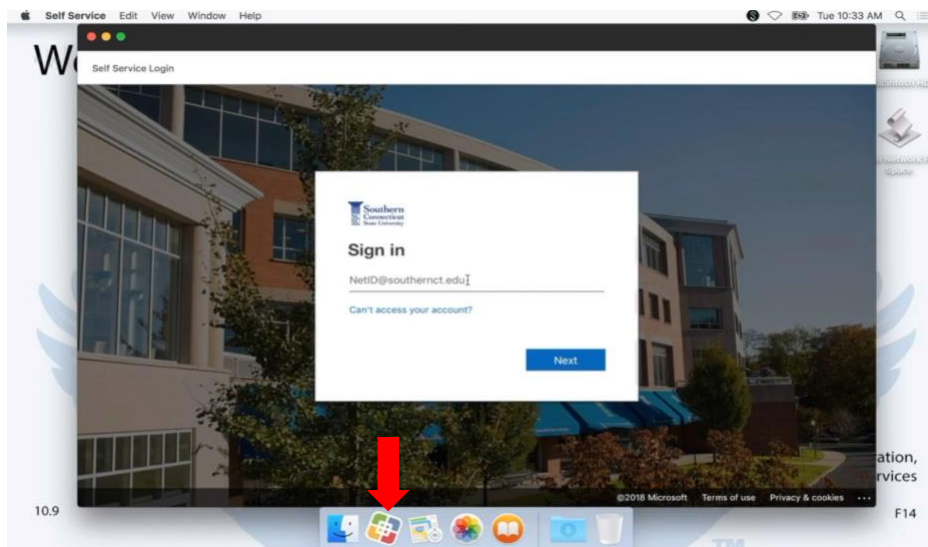 Self Service Edit View Window Help
Tue 10:33 AM
We
Self Service Login
Southern
Connecticut
State University
Sign in
NetID@southernct.edu
Can't access your account?
Next
ation,
rvices
©2018 Microsoft Terms of use Privacy & cookies ...
10.9
F14
TM